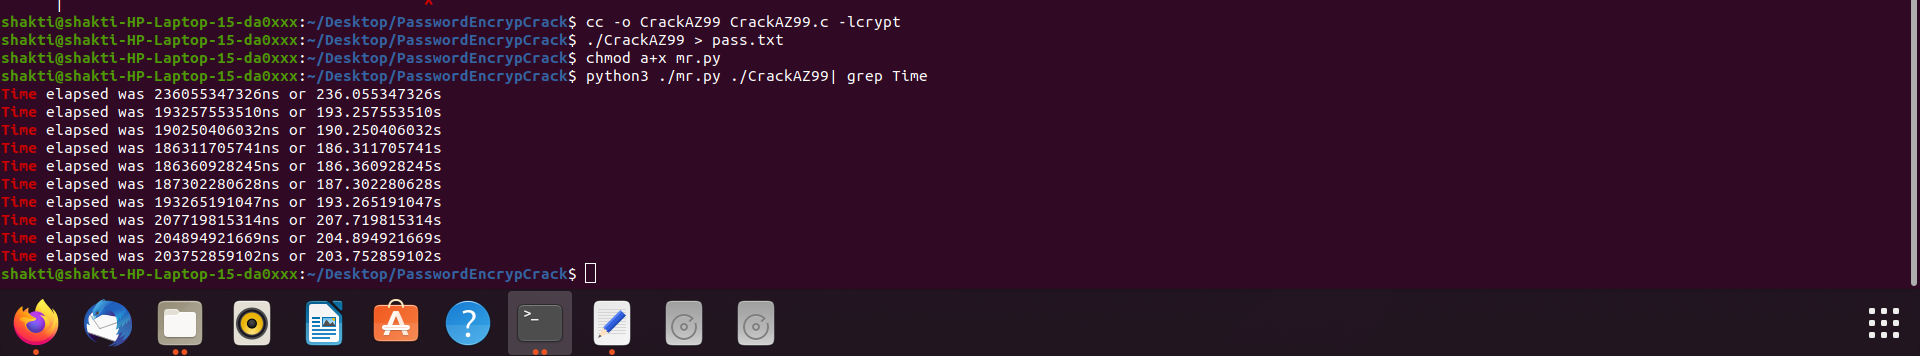 shakti@shakti-HP-Laptop-15-da0xxx:~/Desktop/PasswordEncrypCrack$ cc -o CrackAZ99 CrackAZ99.c -lcrypt
shakti@shakti-HP-Laptop-15-da0xxx:~/Desktop/PasswordEncrypCrack$ ./CrackAZ99 > pass.txt
shakti@shakti-HP-Laptop-15-da0xxx:~/Desktop/PasswordEncrypCrack$ chmod a+x mr.py
shakti@shakti-HP-Laptop-15-da0xxx:~/Desktop/PasswordEncrypCrack$ python3 ./mr.py ./CrackAZ99| grep Time
Time elapsed was 236055347326ns or 236.055347326s
Time elapsed was 193257553510ns or 193.257553510s
Time elapsed was 190250406032ns or 190.250406032s
Time elapsed was 186311705741ns or 186.311705741s
Time elapsed was 186360928245ns or 186.360928245s
Time elapsed was 187302280628ns or 187.302280628s
Time elapsed was 193265191047ns or 193.265191047s
Time elapsed was 207719815314ns or 207.719815314s
Time elapsed was 204894921669ns or 204.894921669s
Time elapsed was 203752859102ns or 203.752859102s
shakti@shakti-HP-Laptop-15-da0xxx:~/Desktop/PasswordEncrypCrack$